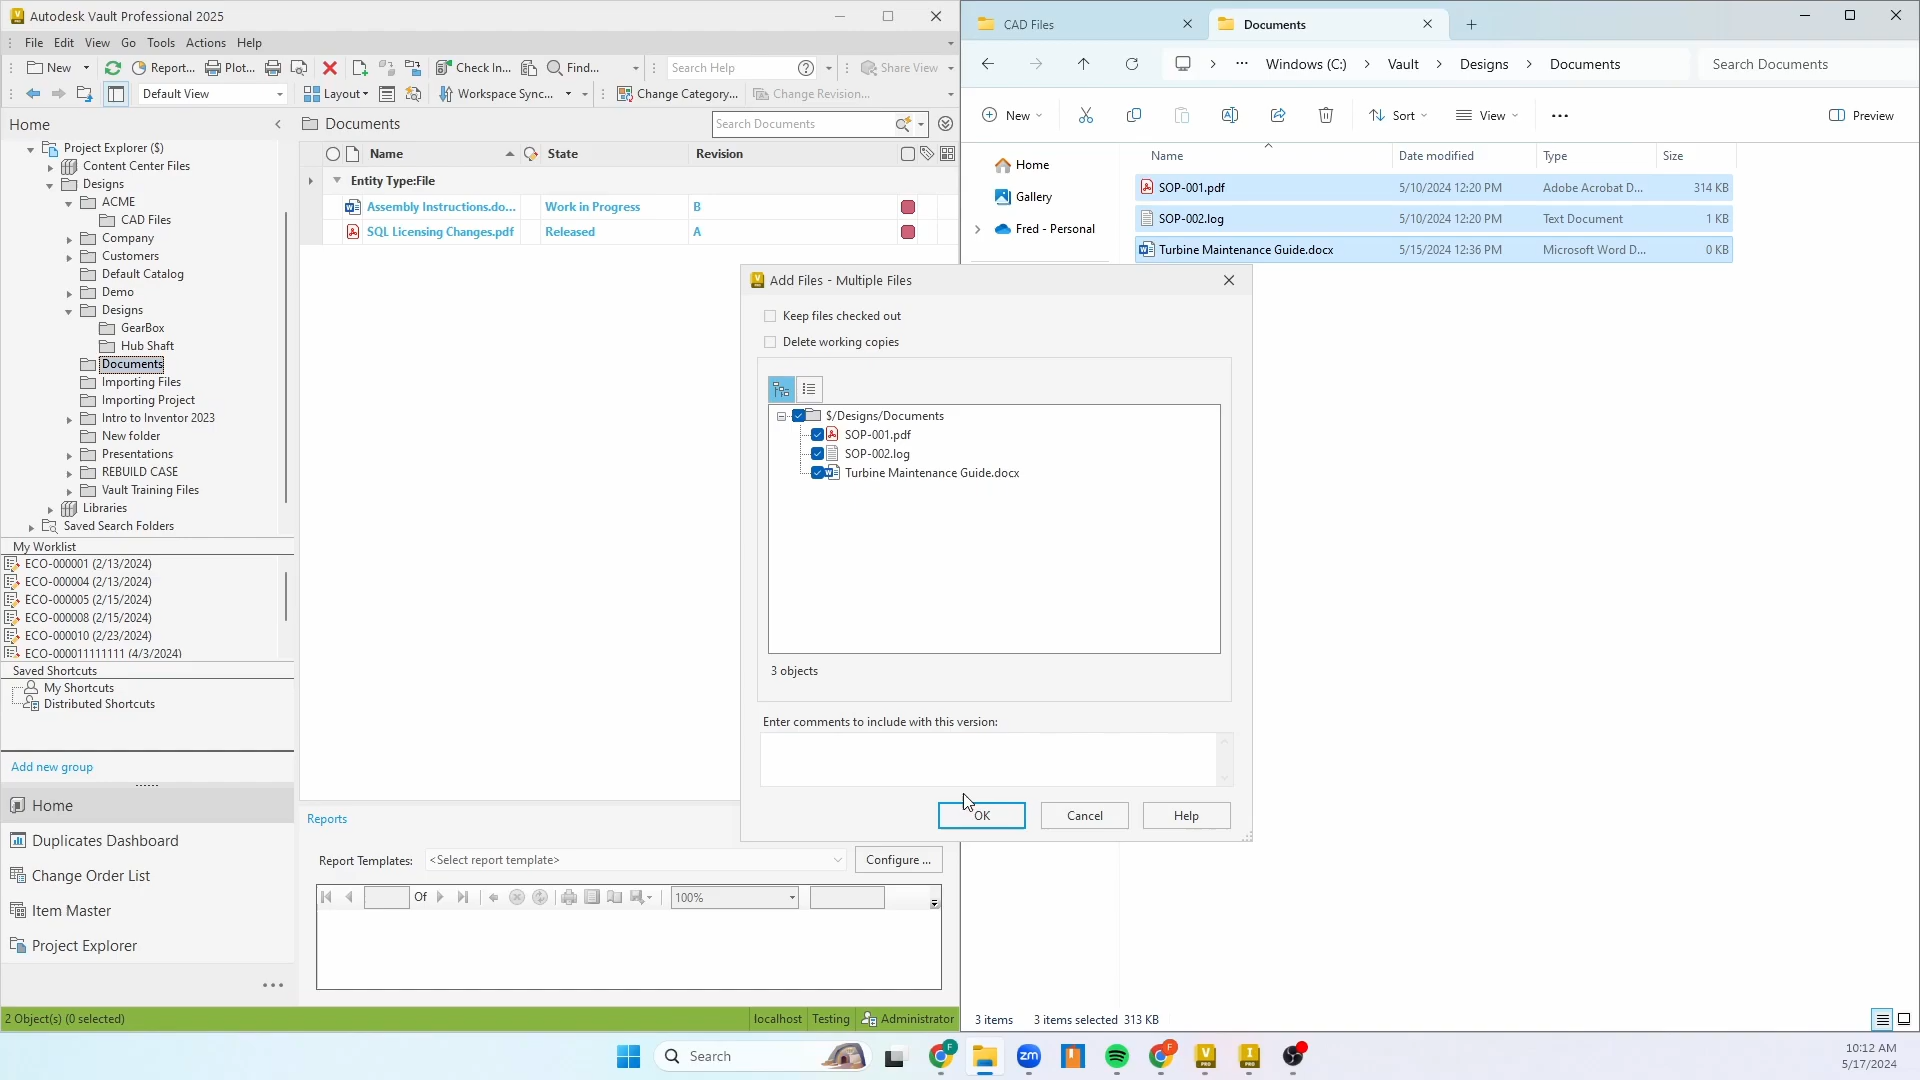 Autodesk Vault Professional 2025
File Edit View Go Tools Actions Help
New Report... Plot... Check In... Find... Search Help Share View
Default View Layout Workspace Sync... Change Category... Change Revision...
Home
Project Explorer ($)
Content Center Files
Designs
ACME
CAD Files
Company
Customers
Default Catalog
Demo
Designs
GearBox
Hub Shaft
Documents
Importing Files
Importing Project
Intro to Inventor 2023
New folder
Presentations
REBUILD CASE
Vault Training Files
Libraries
Saved Search Folders
My Worklist
ECO-000001 (2/13/2024)
ECO-000004 (2/13/2024)
ECO-000005 (2/15/2024)
ECO-000008 (2/15/2024)
ECO-000010 (2/23/2024)
ECO-000011111111 (4/3/2024)
Saved Shortcuts
My Shortcuts
Distributed Shortcuts
Add new group
Home
Duplicates Dashboard
Change Order List
Item Master
Project Explorer
Documents Search Documents
Name State Revision
Entity Type:File
Assembly Instructions.do... Work in Progress B
SQL Licensing Changes.pdf Released A
Reports
Report Templates: <Select report template> Configure ...
Of 100%
2 Object(s) (0 selected) localhost Testing Administrator
Add Files - Multiple Files
Keep files checked out
Delete working copies
$/Designs/Documents
SOP-001.pdf
SOP-002.log
Turbine Maintenance Guide.docx
3 objects
Enter comments to include with this version:
OK Cancel Help
CAD Files Documents
Windows (C:) Vault Designs Documents Search Documents
New Sort View Preview
Home
Gallery
Fred - Personal
Name Date modified Type Size
SOP-001.pdf 5/10/2024 12:20 PM Adobe Acrobat D... 314 KB
SOP-002.log 5/10/2024 12:20 PM Text Document 1 KB
Turbine Maintenance Guide.docx 5/15/2024 12:36 PM Microsoft Word D... 0 KB
3 items 3 items selected 313 KB
Search
zm
F
F
PRO
PRO
10:12 AM
5/17/2024